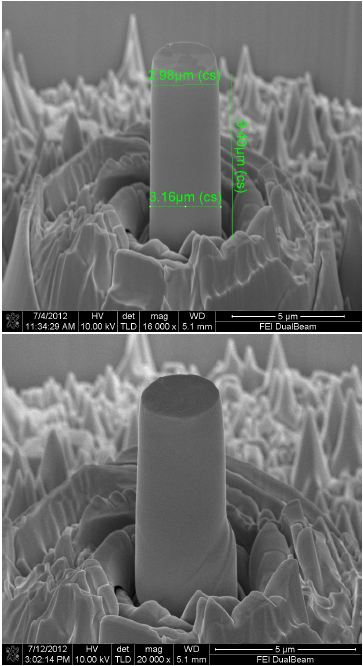 2.98µm (cs)
(cs)
3.16µm (cs)
7/4/2012 HV det mag WD 5 µm
11:34:29 AM 10.00 kV TLD 16 000 x 5.1 mm FEI DualBeam
7/12/2012 HV det mag WD 5 µm
3:02:14 PM 10.00 kV TLD 20 000 x 5.1 mm FEI DualBeam